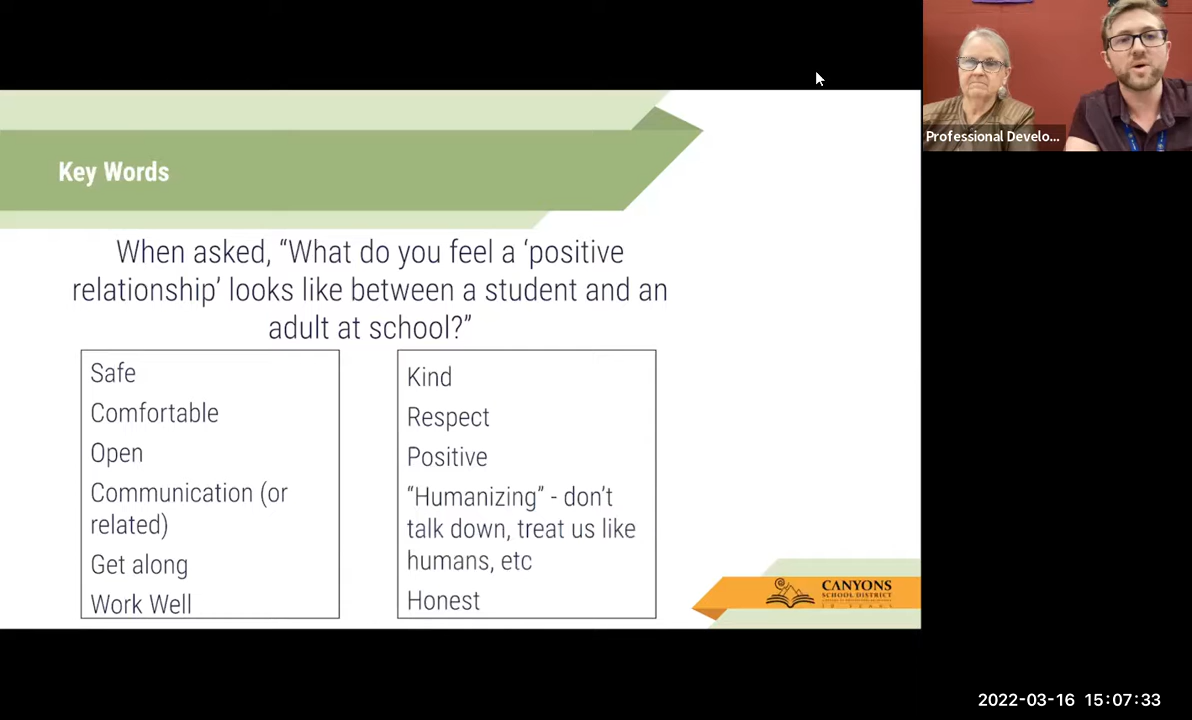 Professional Develo...
Key Words
When asked, “What do you feel a ‘positive
relationship’ looks like between a student and an
adult at school?”
Safe
Comfortable
Open
Communication (or
related)
Get along
Work Well
Kind
Respect
Positive
“Humanizing” - don’t
talk down, treat us like
humans, etc
Honest
CANYONS
SCHOOL DISTRICT
2022-03-16 15:07:33